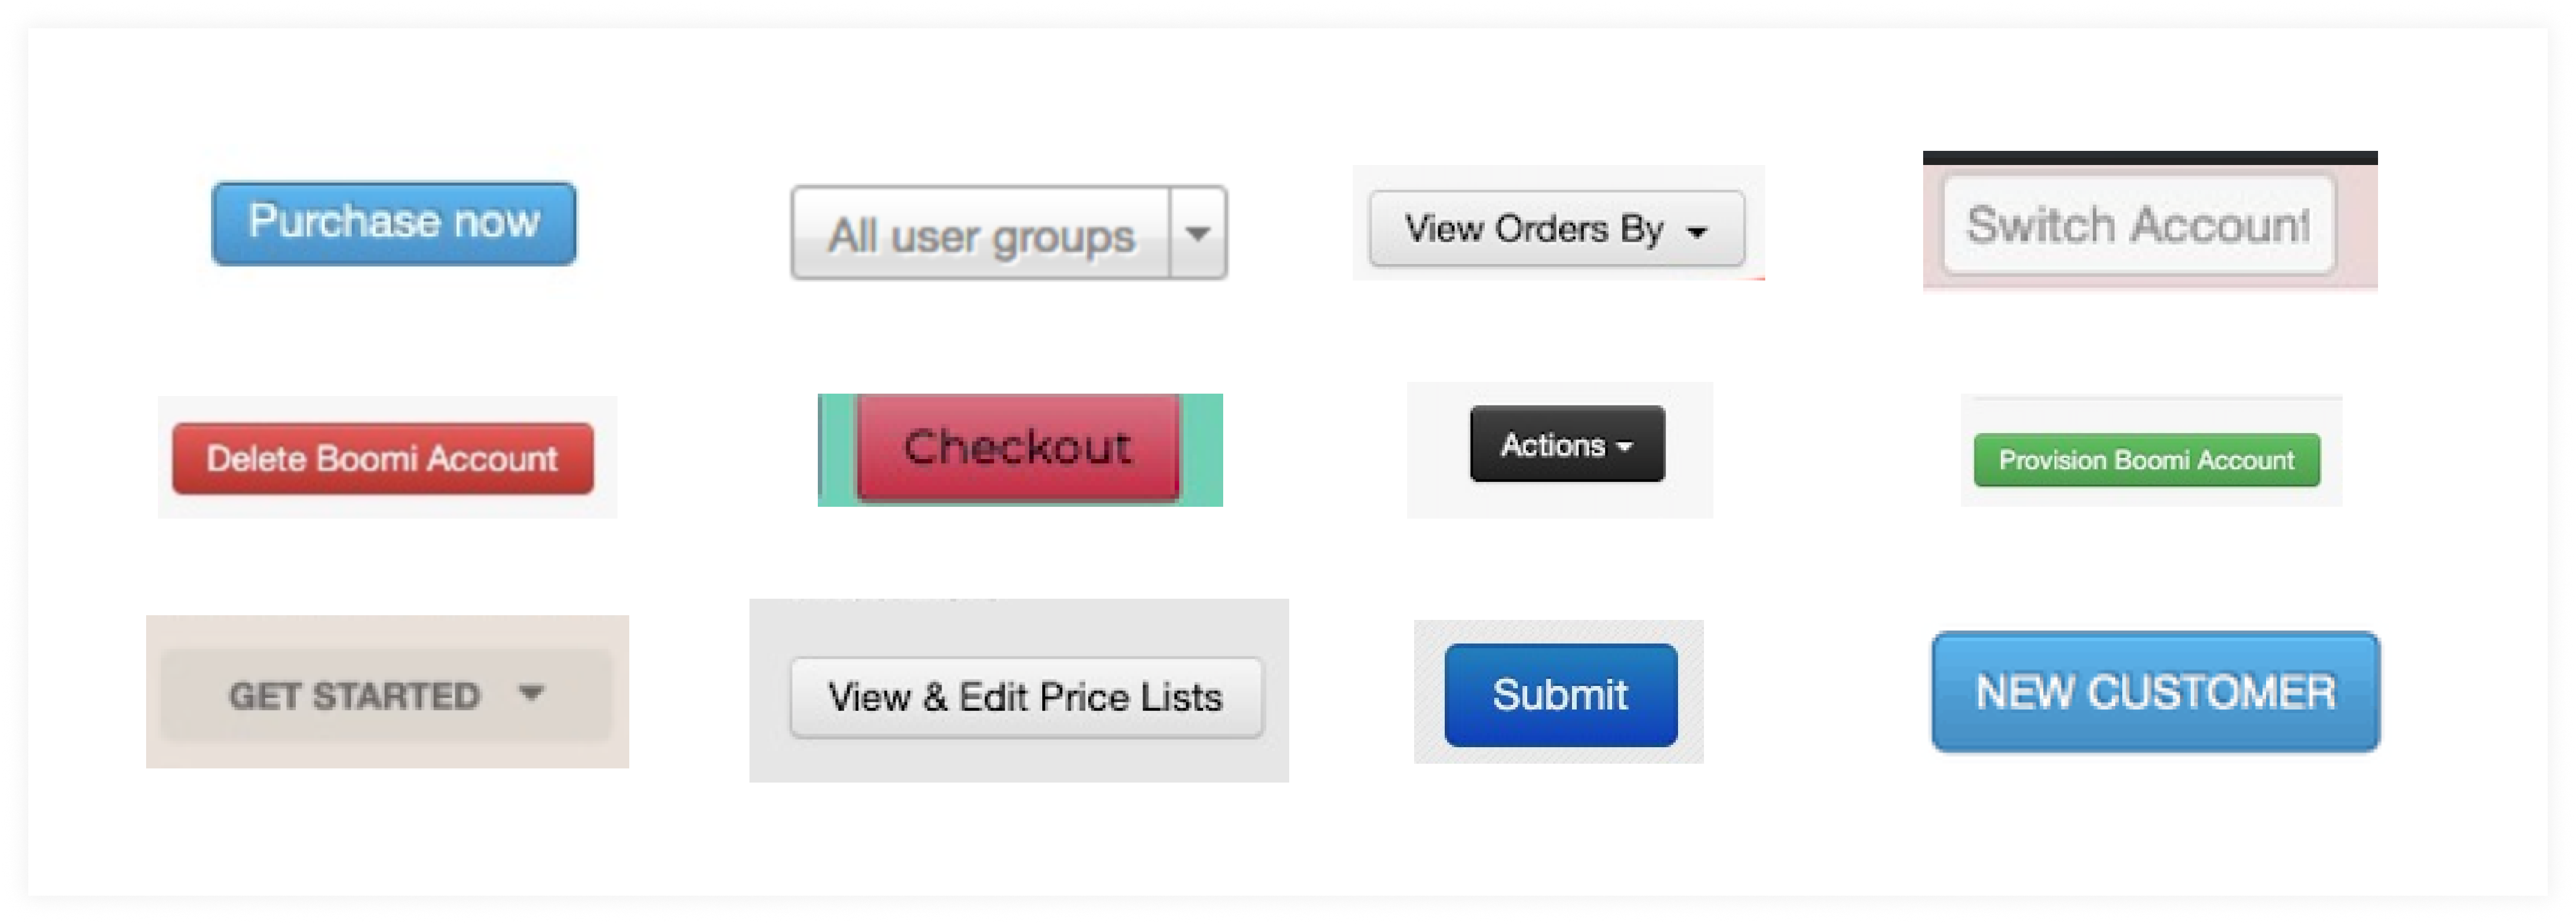 Purchase now
All user groups
View Orders By
Switch Account
Delete Boomi Account
Checkout
Actions
Provision Boomi Account
GET STARTED
View & Edit Price Lists
Submit
NEW CUSTOMER